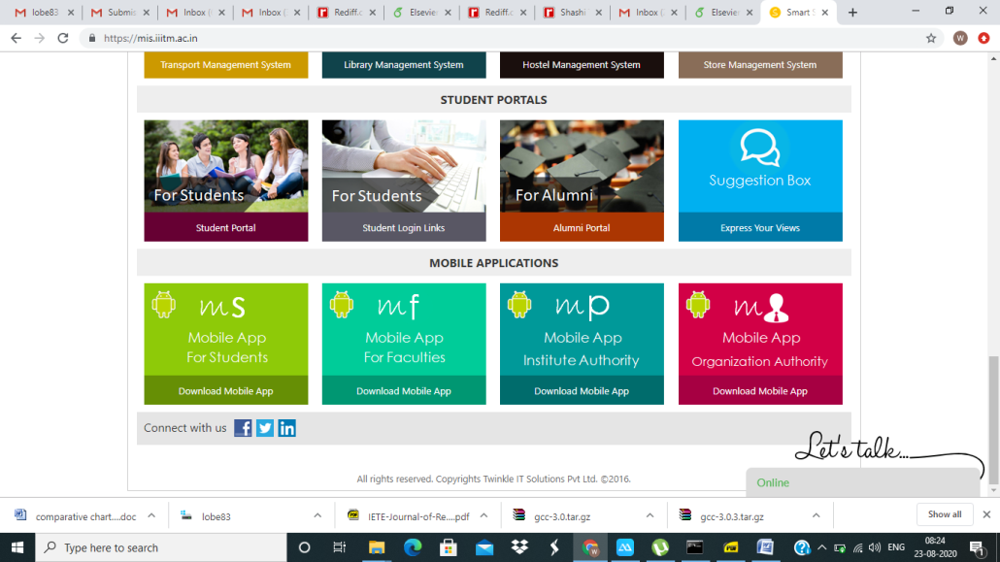 lobe83
Submis
Inbox (
Inbox (
Rediff.c
Elsevier
Rediff.c
Shashi
Inbox (
Elsevier
Smart S
https://mis.iiitm.ac.in
W
Transport Management System
Library Management System
Hostel Management System
Store Management System
STUDENT PORTALS
For Students
For Students
For Alumni
Suggestion Box
Student Portal
Student Login Links
Alumni Portal
Express Your Views
MOBILE APPLICATIONS
ms
mf
mp
m
Mobile App
For Students
Mobile App
For Faculties
Mobile App
Institute Authority
Mobile App
Organization Authority
Download Mobile App
Download Mobile App
Download Mobile App
Download Mobile App
Connect with us
Let's talk...
All rights reserved. Copyrights Twinkle IT Solutions Pvt Ltd. ©2016.
Online
comparative chart....doc
lobe83
IETE-Journal-of-Re....pdf
gcc-3.0.tar.gz
gcc-3.0.3.tar.gz
Show all
Type here to search
ENG
08:24
23-08-2020
1